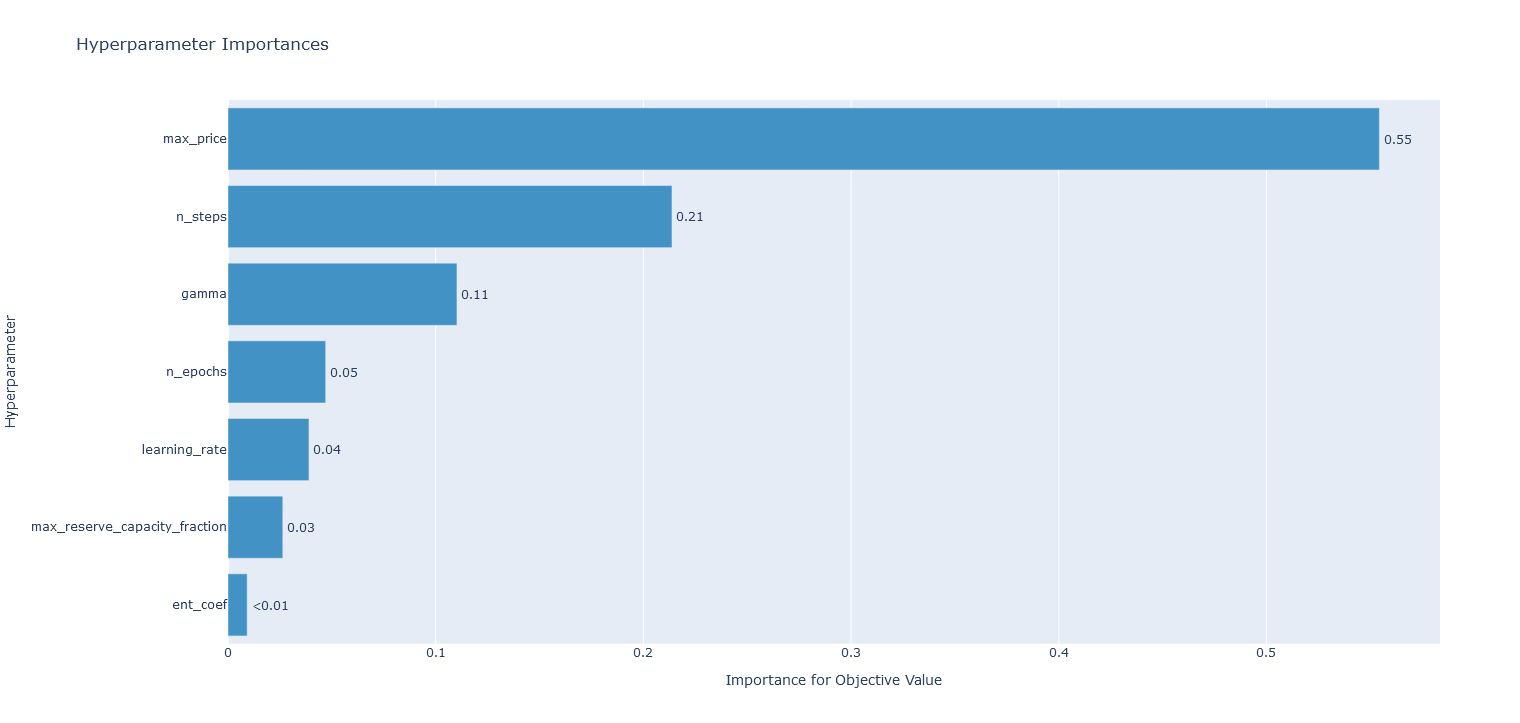 Hyperparameter Importances
max_price
0.55
n_steps
0.21
gamma
0.11
n_epochs
0.05
learning_rate
0.04
max_reserve_capacity_fraction
0.03
ent_coef
<0.01
0
0.1
0.2
0.3
0.4
0.5
Importance for Objective Value
Hyperparameter